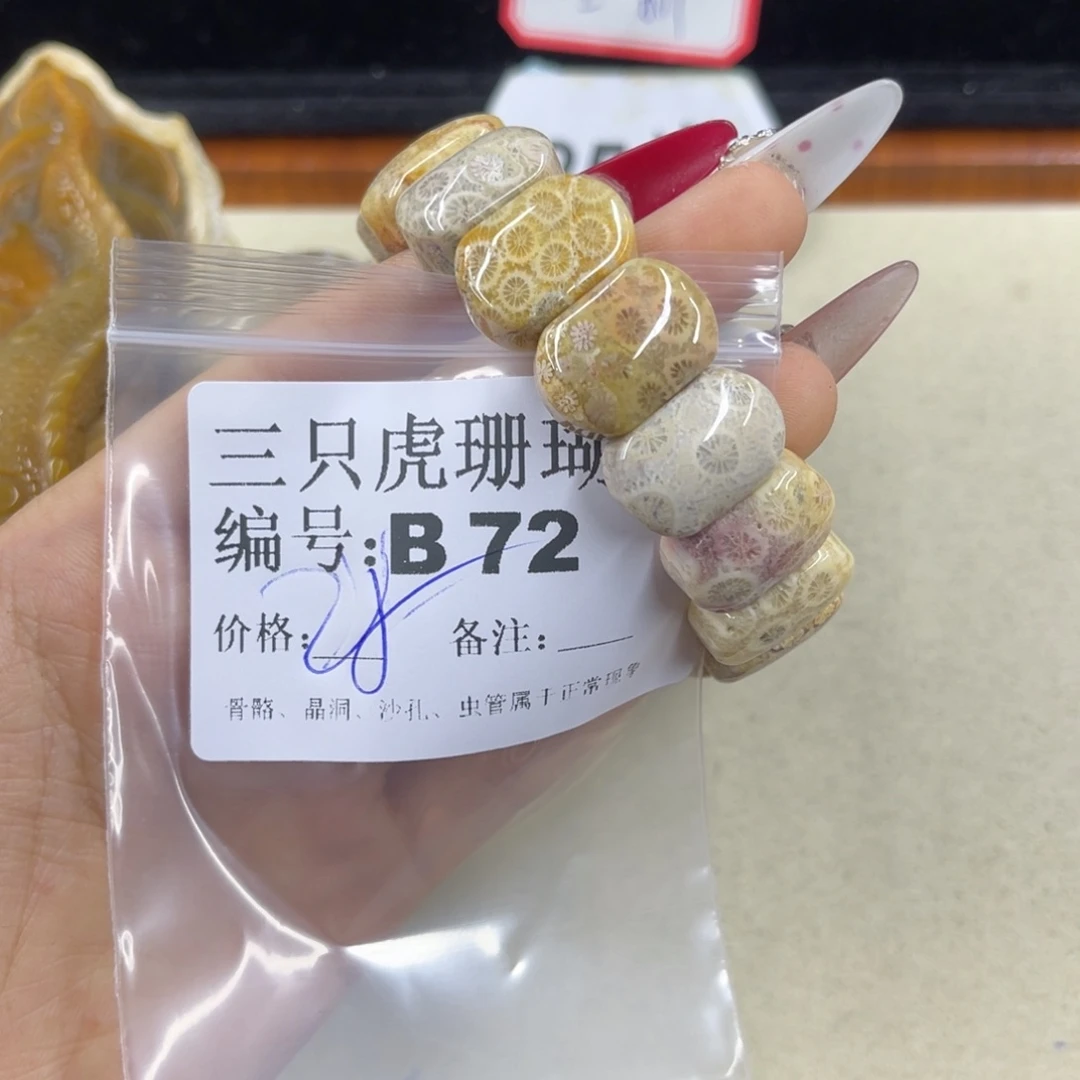 三只虎珊瑚
编号:B 72
价格: 备注:
骨骼、晶洞、沙孔、虫管属于正常现象